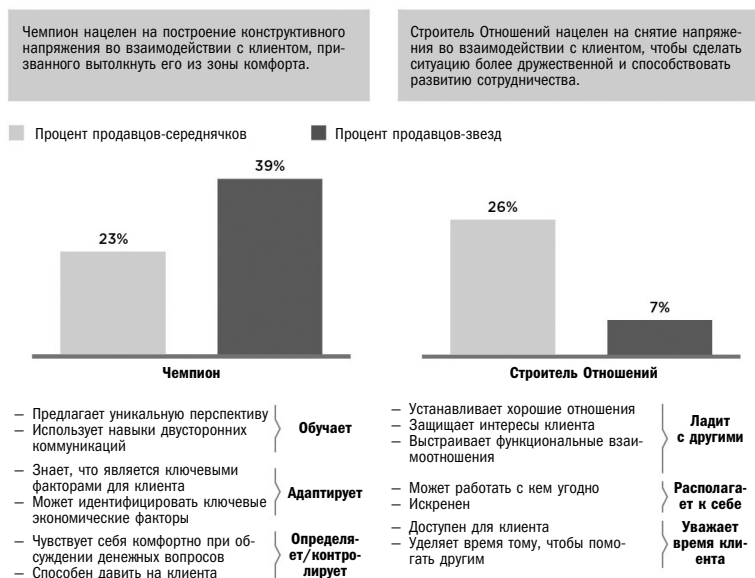 Чемпион нацелен на построение конструктивного
напряжения во взаимодействии с клиентом, при-
званного вытолкнуть его из зоны комфорта.
Строитель Отношений нацелен на снятие напряже-
ния во взаимодействии с клиентом, чтобы сделать
ситуацию более дружественной и способствовать
развитию сотрудничества.
Процент продавцов-середнячков
Процент продавцов-звезд
23%
39%
Чемпион
26%
7%
Строитель Отношений
— Предлагает уникальную перспективу
— Использует навыки двусторонних
коммуникаций
Обучает
— Знает, что является ключевыми
факторами для клиента
— Может идентифицировать ключевые
экономические факторы
Адаптирует
— Чувствует себя комфортно при об-
суждении денежных вопросов
— Способен давить на клиента
Определя-
ет/контро-
лирует
— Устанавливает хорошие отношения
— Защищает интересы клиента
— Выстраивает функциональные взаи-
моотношения
Ладит
с другими
— Может работать с кем угодно
— Искренен
Располага-
ет к себе
— Доступен для клиента
— Уделяет время тому, чтобы помо-
гать другим
Уважает
время кли-
ента